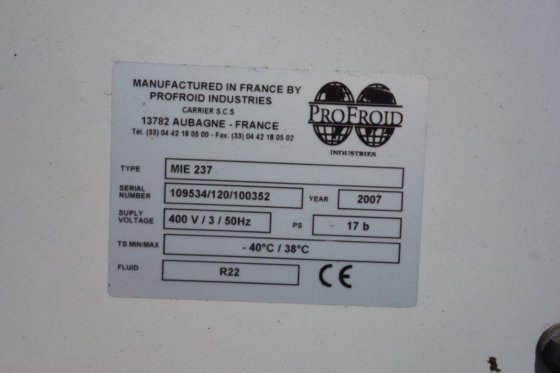 MANUFACTURED IN FRANCE BY
PROFROID INDUSTRIES
CARRIER S.C.S
13782 AUBAGNE - FRANCE
Tél. (33) 04 42 18 05 00 - Fax. (33) 04 42 18 05 02
PROFROID
INDUSTRIES
TYPE MIE 237
SERIAL NUMBER 109534/120/100352 YEAR 2007
SUPLY VOLTAGE 400 V / 3 / 50Hz PS 17 b
TS MIN/MAX - 40°C / 38°C
FLUID R22 CE